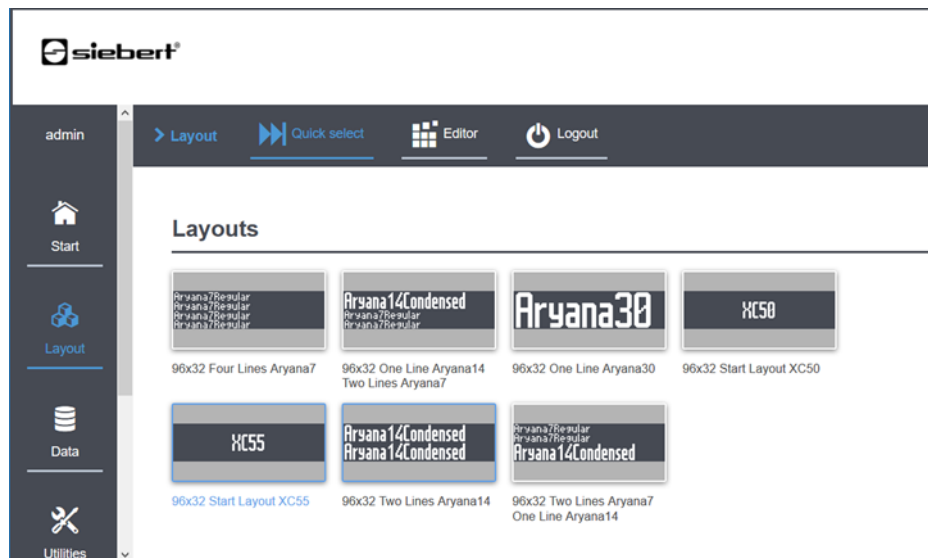 siebert®
admin
Layout
Quick select
Editor
Logout
Start
Layout
Data
Utilities
Layouts
Aryana7Regular
Aryana7Regular
Aryana7Regular
Aryana7Regular
96x32 Four Lines Aryana7
Aryana14Condensed
Aryana7Regular
Aryana7Regular
96x32 One Line Aryana14
Two Lines Aryana7
Aryana30
96x32 One Line Aryana30
XC50
96x32 Start Layout XC50
XC55
96x32 Start Layout XC55
Aryana14Condensed
Aryana14Condensed
96x32 Two Lines Aryana14
Aryana7Regular
Aryana7Regular
Aryana14Condensed
96x32 Two Lines Aryana7
One Line Aryana14